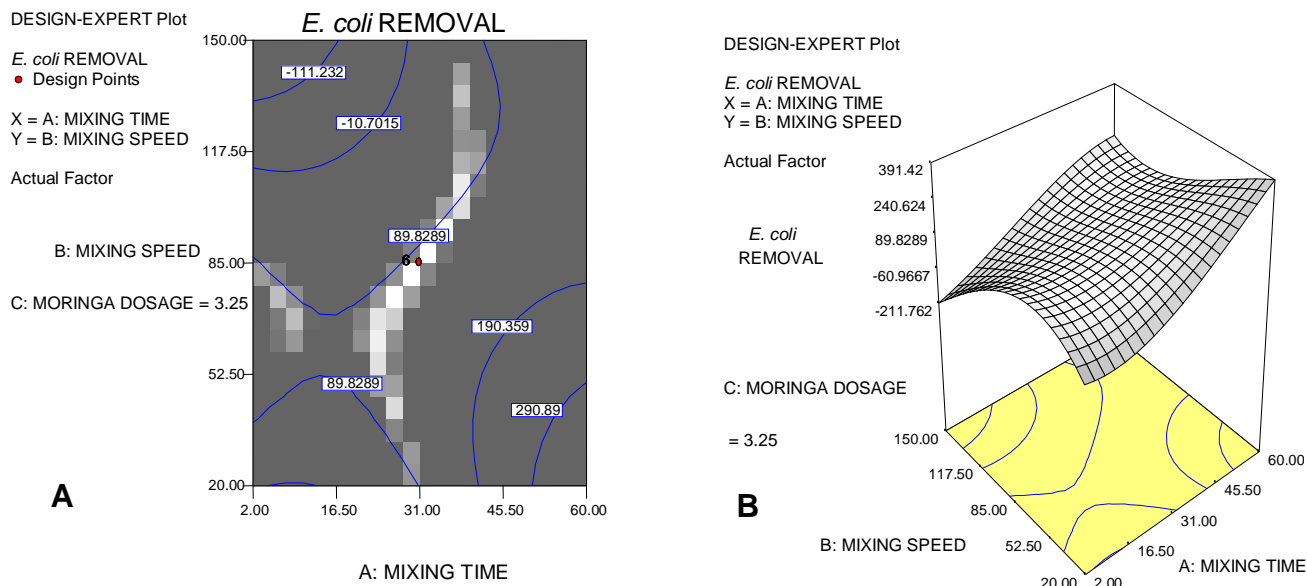 DESIGN-EXPERT Plot
E. coli REMOVAL
Design Points
X = A: MIXING TIME
Y = B: MIXING SPEED
Actual Factor
C: MORINGA DOSAGE = 3.25
E. coli REMOVAL
150.00
117.50
85.00
52.50
20.00
B: MIXING SPEED
-111.232
-10.7015
89.8289
6
190.359
89.8289
290.89
2.00
16.50
31.00
45.50
60.00
A: MIXING TIME
A
DESIGN-EXPERT Plot
E. coli REMOVAL
X = A: MIXING TIME
Y = B: MIXING SPEED
Actual Factor
C: MORINGA DOSAGE
= 3.25
391.42
240.624
89.8289
-60.9667
-211.762
E. coli
REMOVAL
150.00
117.50
85.00
52.50
20.00
B: MIXING SPEED
2.00
16.50
31.00
45.50
60.00
A: MIXING TIME
B